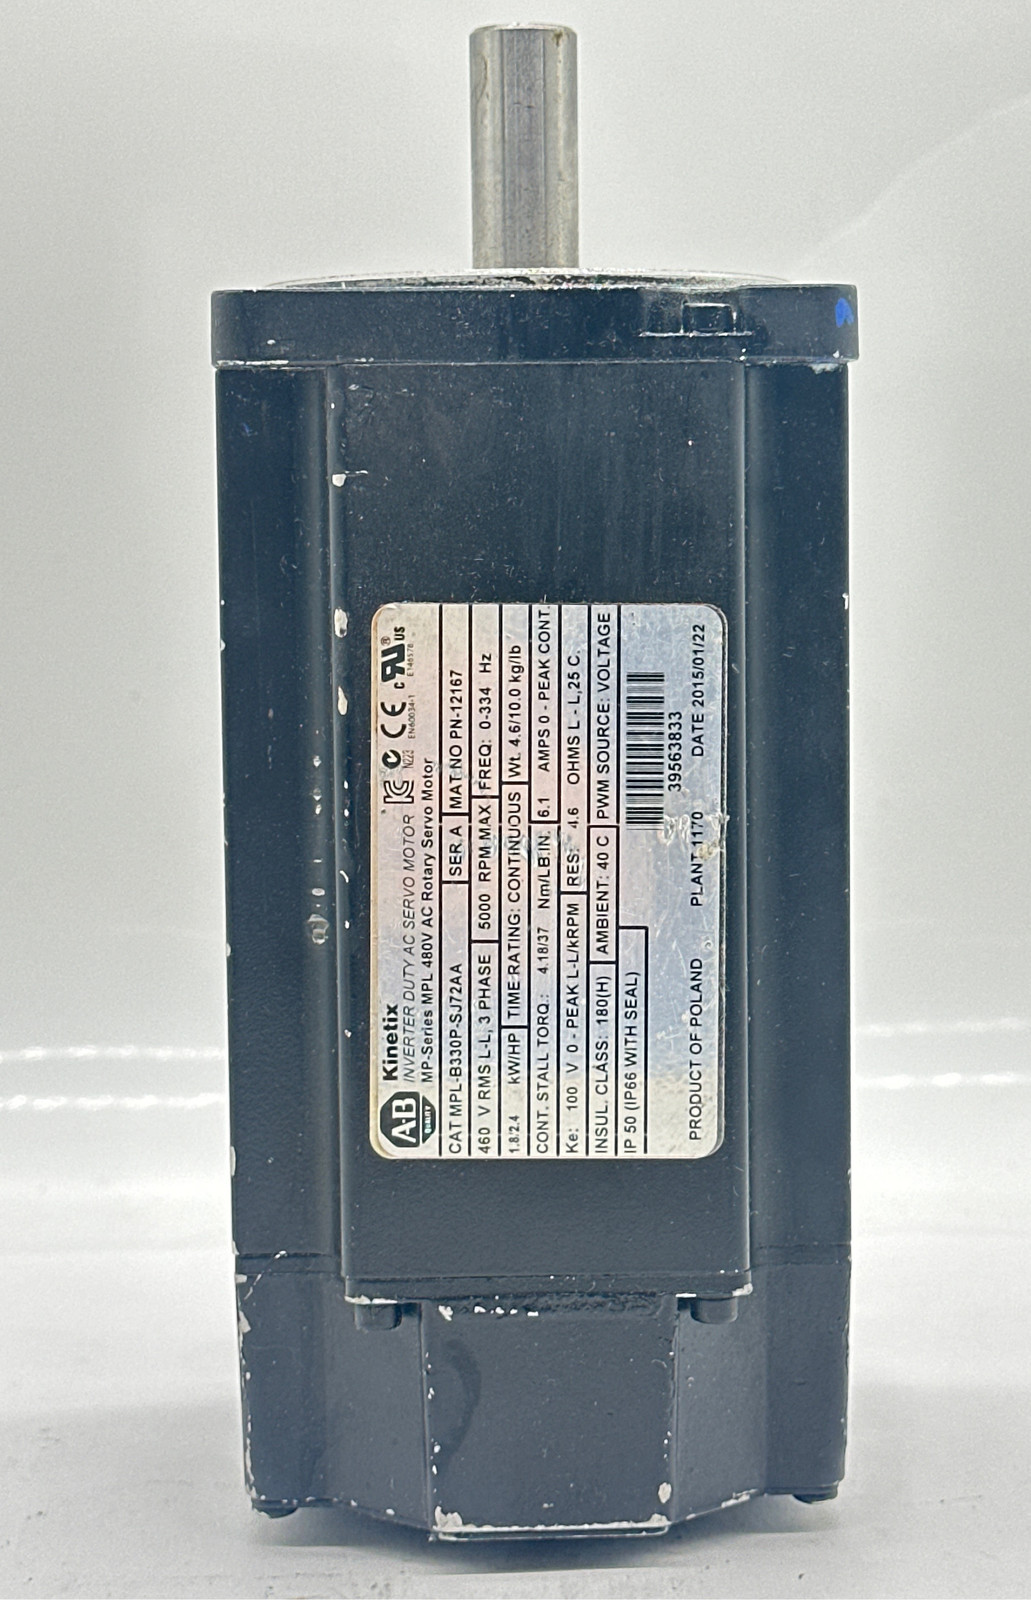 A-B
QUALITY
Kinetix
INVERTER DUTY AC SERVO MOTOR
MP-Series MPL 480V AC Rotary Servo Motor
N223
CE
EN60034-1
c RU ® US
E146578
CAT MPL-B330P-SJ72AA SER.A MAT.NO PN-12167
460 V RMS L-L, 3 PHASE 5000 RPM MAX FREQ: 0-334 Hz
1.8/2.4 kW/HP TIME RATING: CONTINUOUS Wt. 4.6/10.0 kg/lb
CONT. STALL TORQ.: 4.18/37 Nm/LB.IN. 6.1 AMPS 0 - PEAK CONT.
Ke: 100 V 0 - PEAK L-L/kRPM RES: 4.6 OHMS L - L,25 C.
INSUL. CLASS: 180(H) AMBIENT: 40 C PWM SOURCE: VOLTAGE
IP 50 (IP66 WITH SEAL)
39563833
PRODUCT OF POLAND PLANT 1170 DATE 2015/01/22